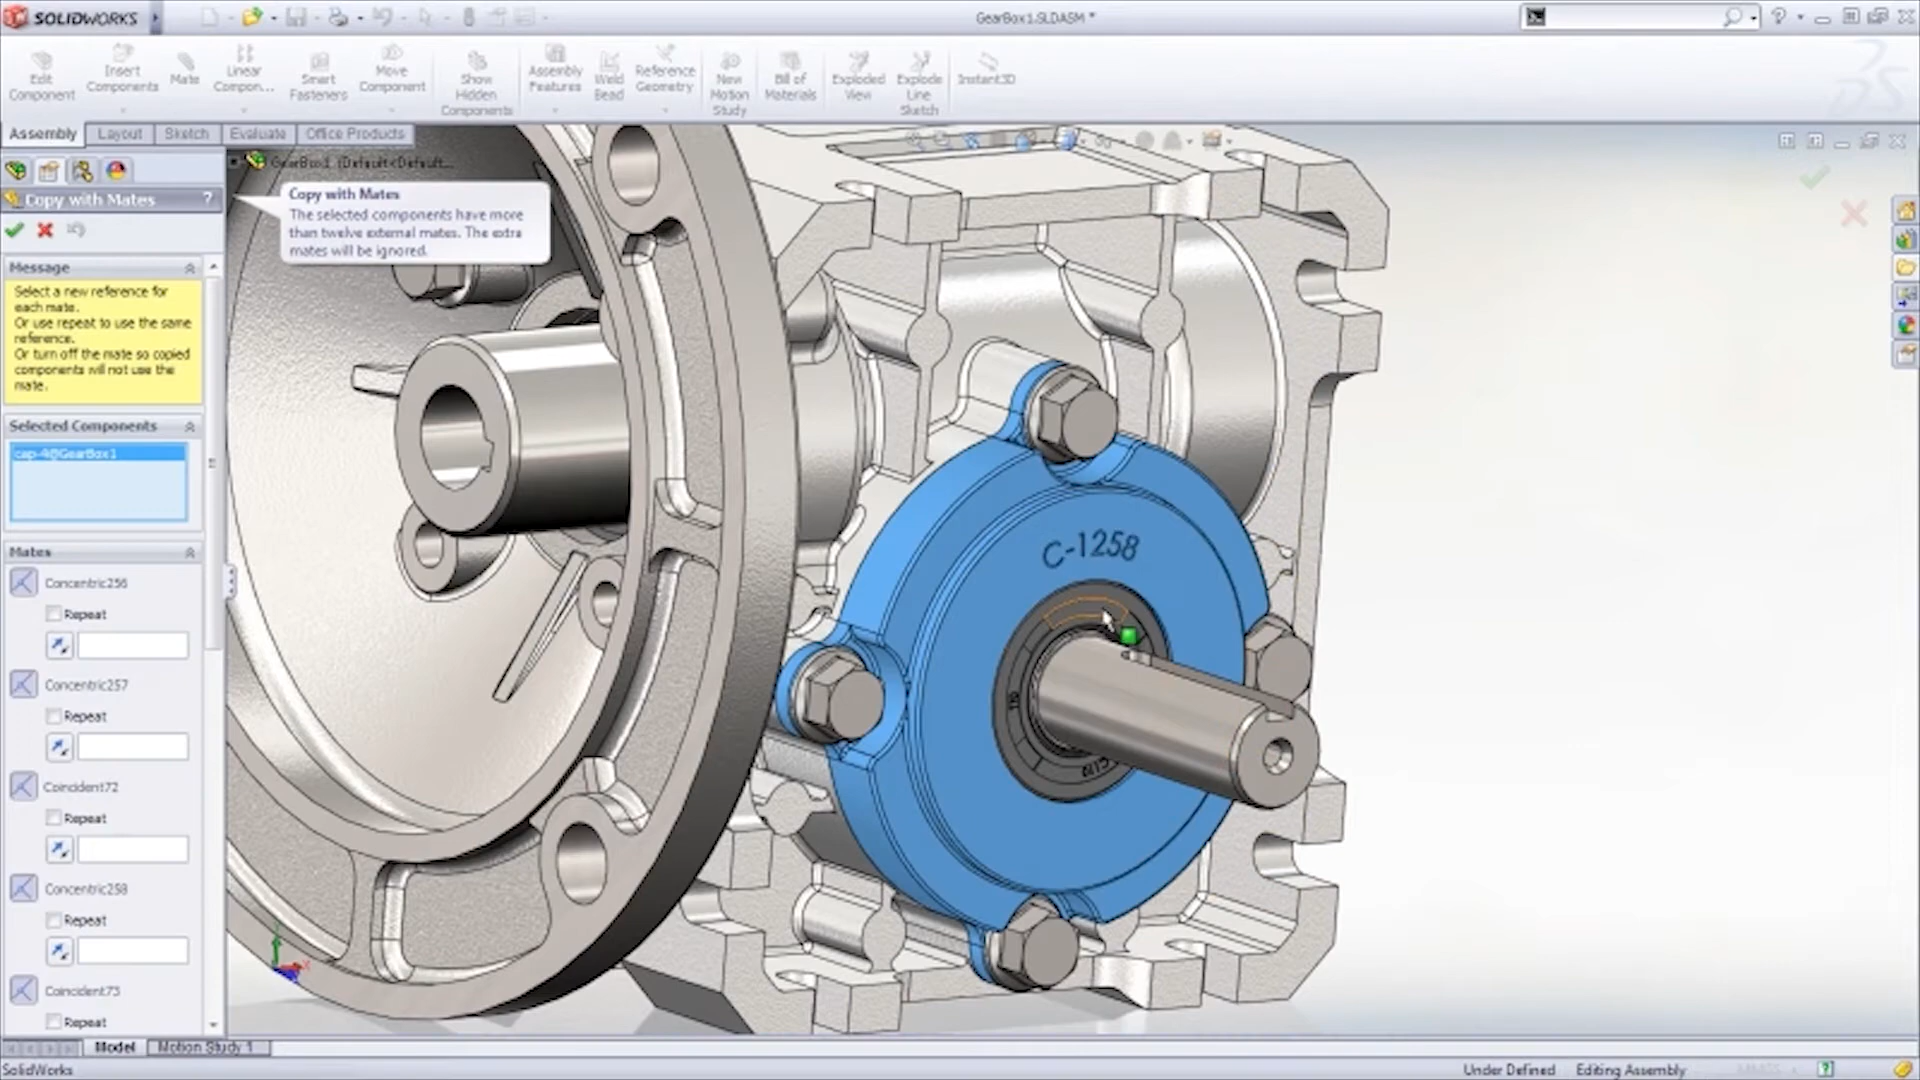 SOLIDWORKS
GearBox1.SLDASM *
Edit
Component
Insert
Components
Mate
Linear
Compon...
Smart
Fasteners
Move
Component
Show
Hidden
Components
Assembly
Features
Weld
Bead
Reference
Geometry
New
Motion
Study
Bill of
Materials
Exploded
View
Explode
Line
Sketch
Instant3D
Assembly
Layout
Sketch
Evaluate
Office Products
GearBox1 (Default<Default...
Copy with Mates
?
Copy with Mates
The selected components have more
than twelve external mates. The extra
mates will be ignored.
Message
Select a new reference for
each mate.
Or use repeat to use the same
reference.
Or turn off the mate so copied
components will not use the
mate.
Selected Components
cap-4@GearBox1
Mates
Concentric256
Repeat
Concentric257
Repeat
Coincident72
Repeat
Concentric258
Repeat
Coincident73
Repeat
C-1258
Model
Motion Study 1
SolidWorks
Under Defined
Editing Assembly